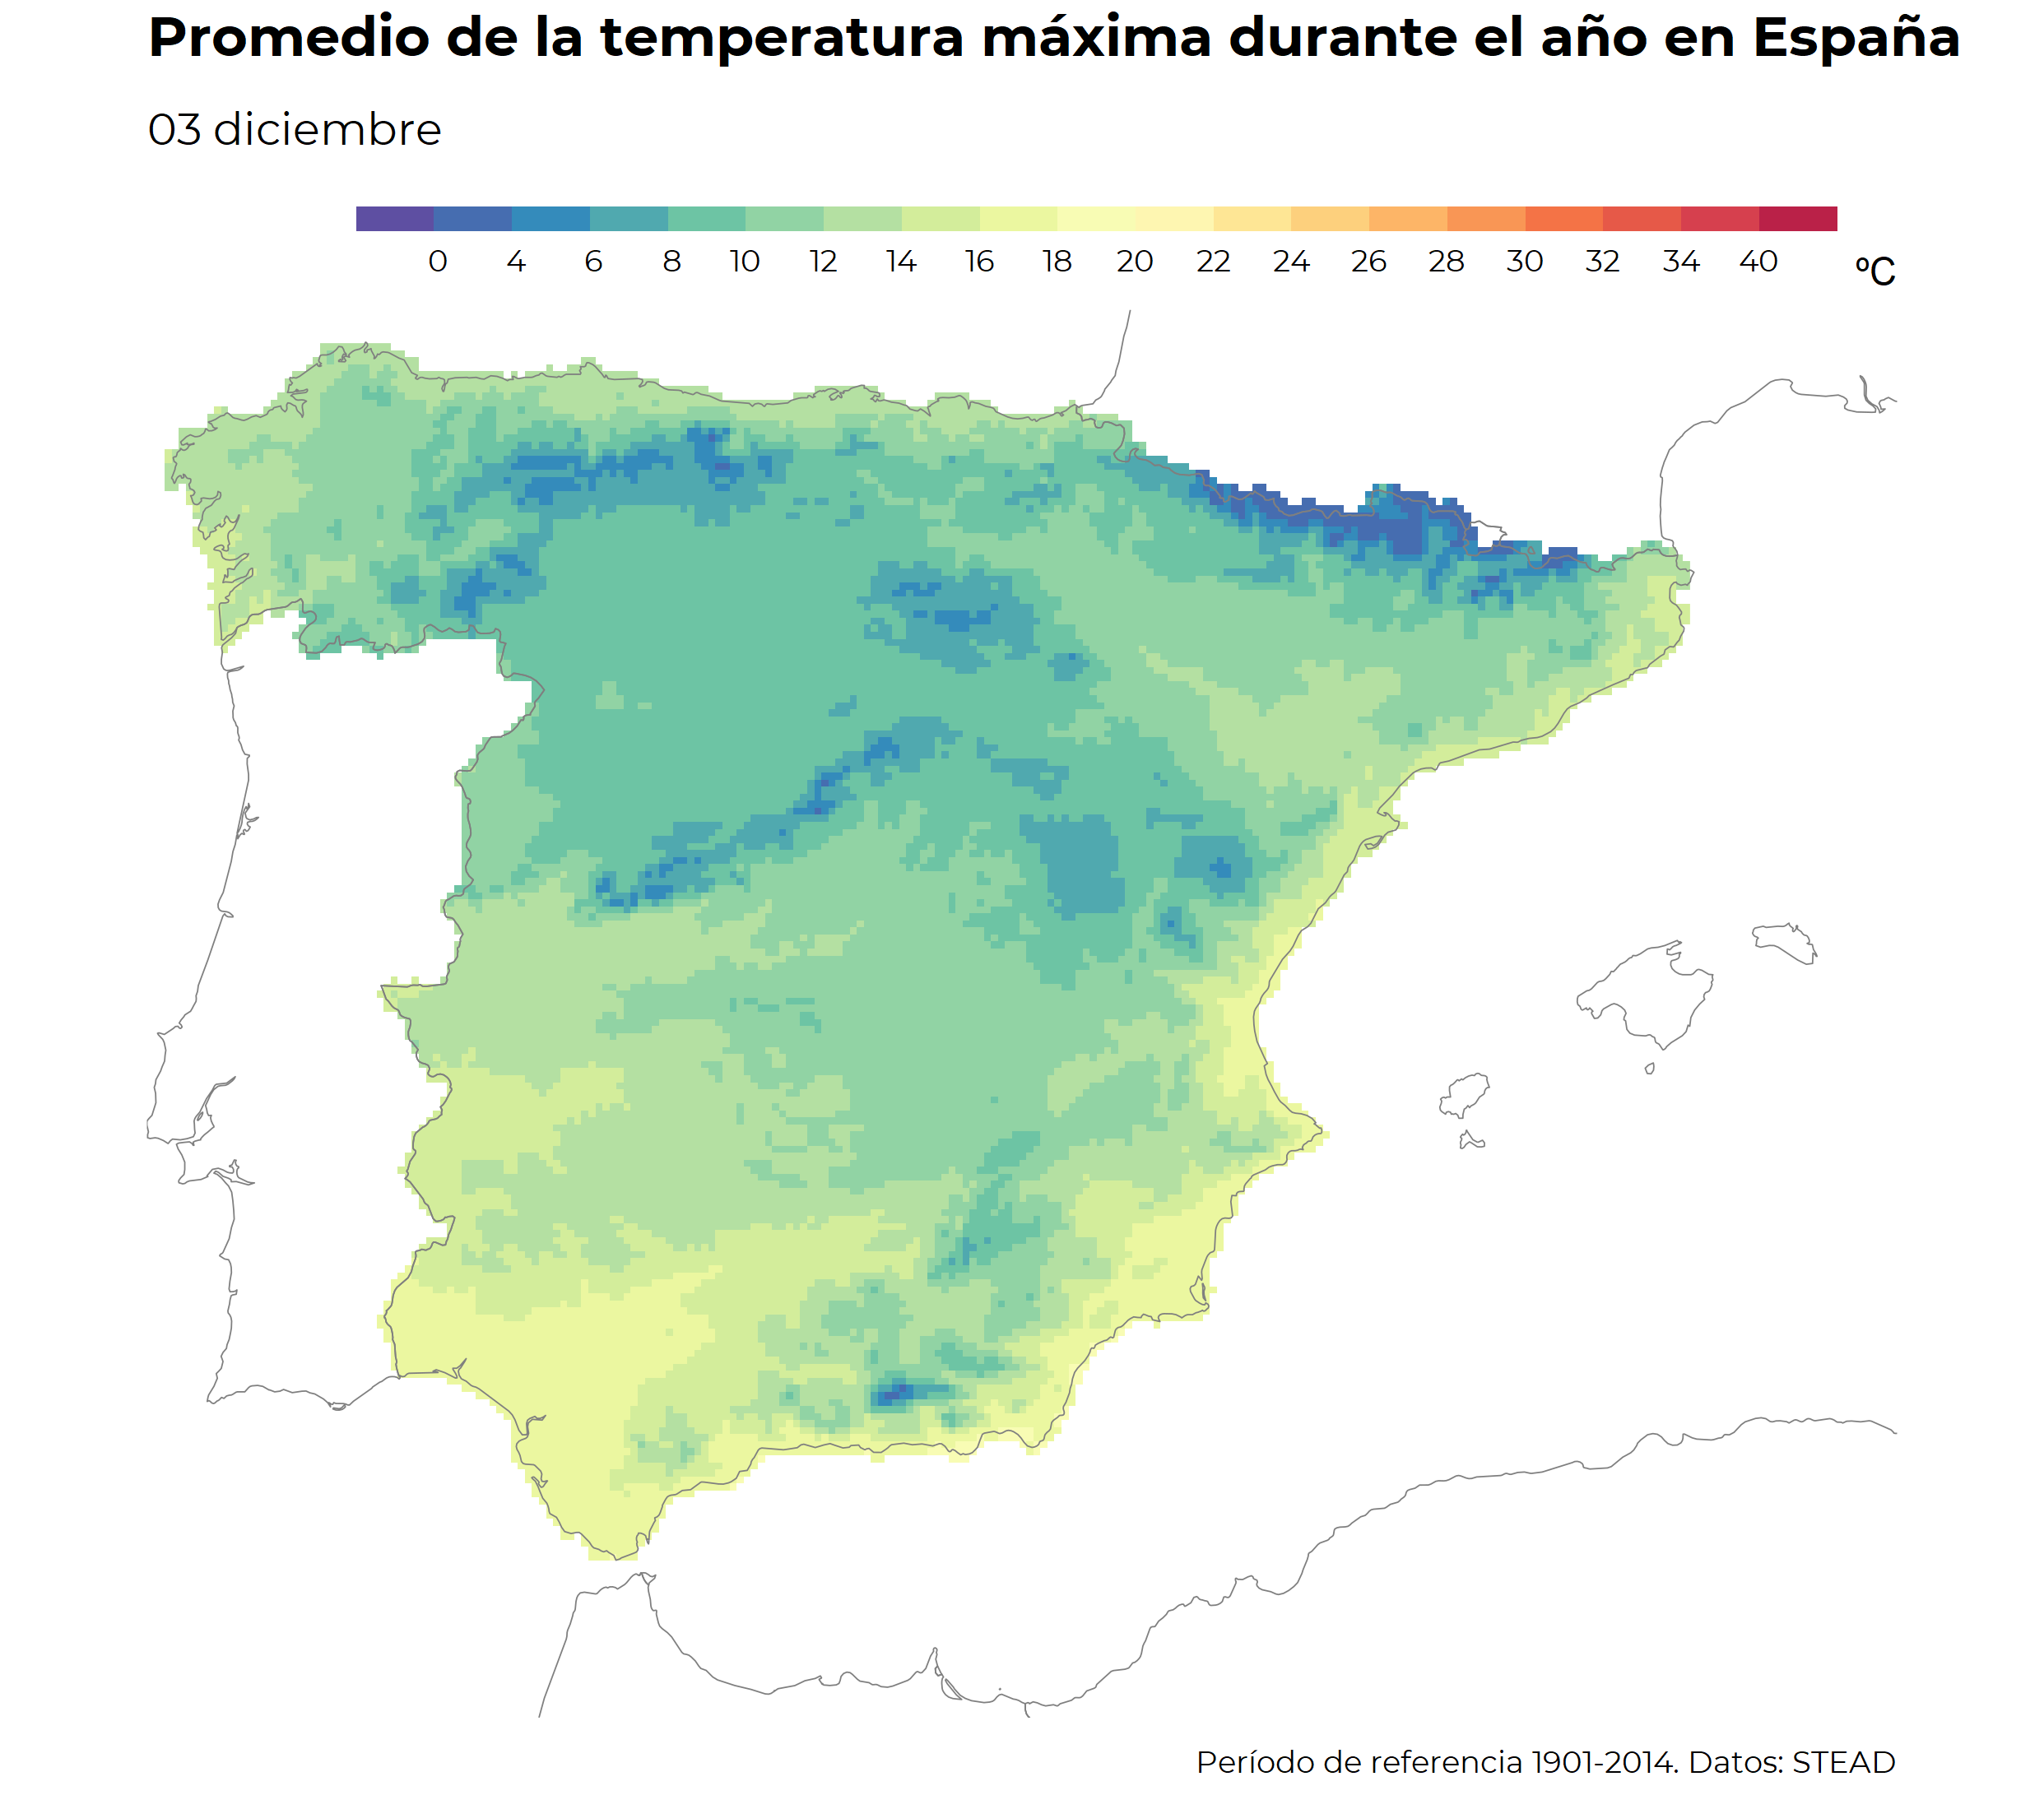 Promedio de la temperatura máxima durante el año en España
03 diciembre
0 4 6 8 10 12 14 16 18 20 22 24 26 28 30 32 34 40 ºC
Período de referencia 1901-2014. Datos: STEAD